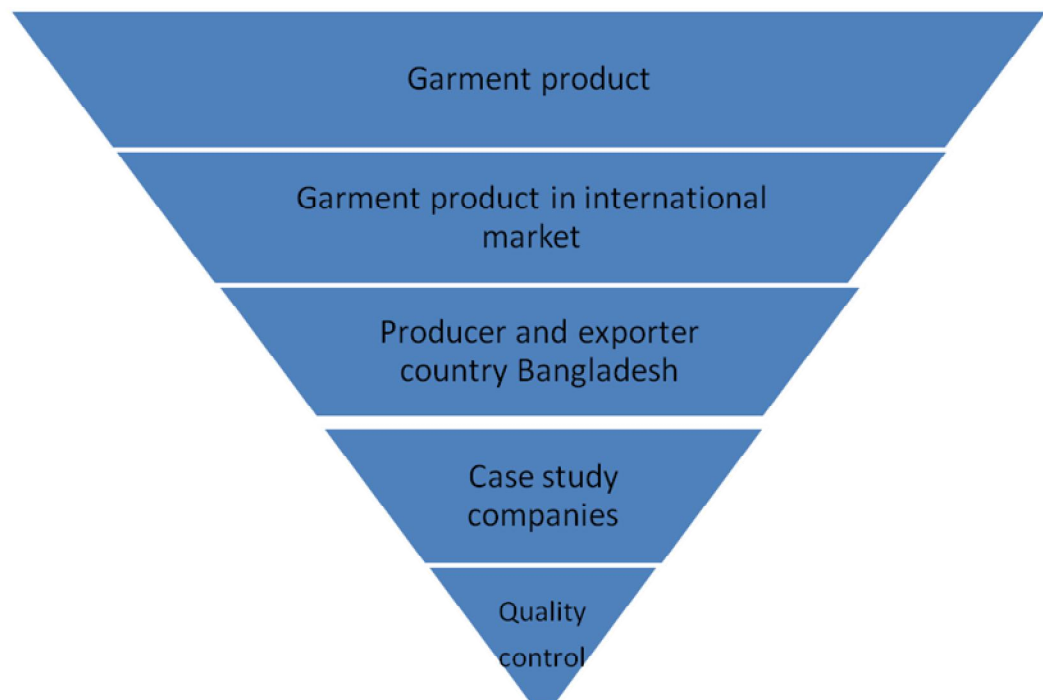 Garment product
Garment product in international
market
Producer and exporter
country Bangladesh
Case study
companies
Quality
control